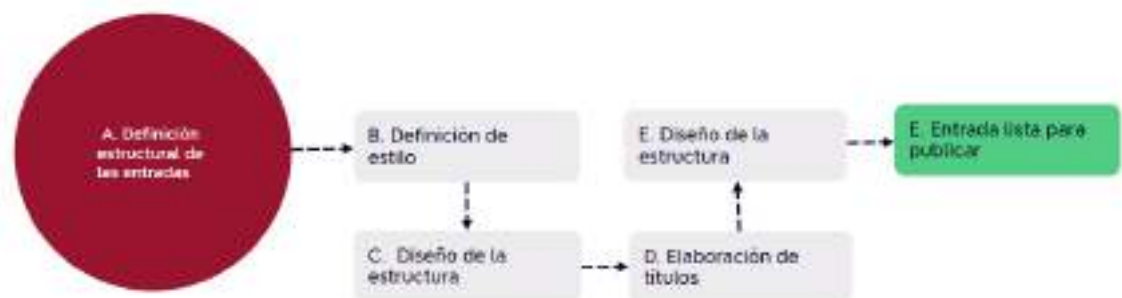 A. Definición
estructural de
las entradas
B. Definición de
estilo
C. Diseño de la
estructura
D. Elaboración de
títulos
E. Diseño de la
estructura
E. Entrada lista para
publicar